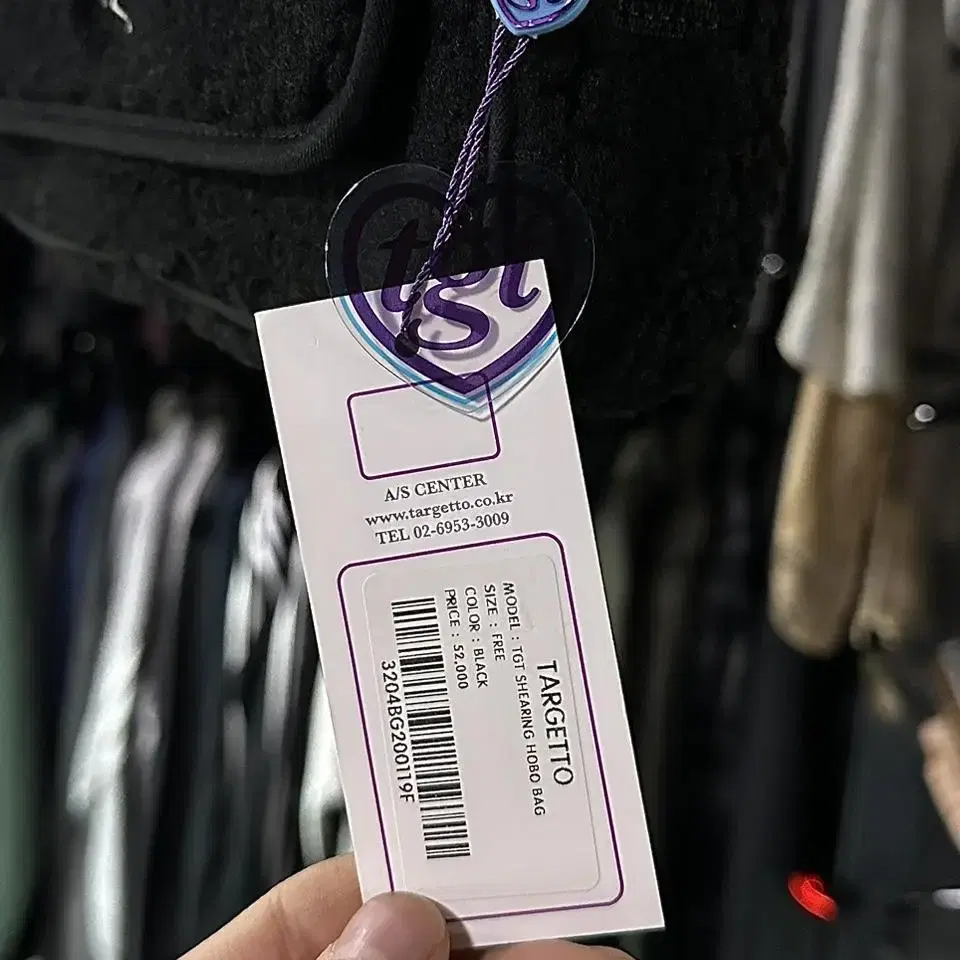 tgt
A/S CENTER
www.targetto.co.kr
TEL 02-6953-3009
TARGETTO
MODEL : TGT SHEARING HOBO BAG
SIZE : FREE
COLOR : BLACK
PRICE : 52,000
3204BG200119F